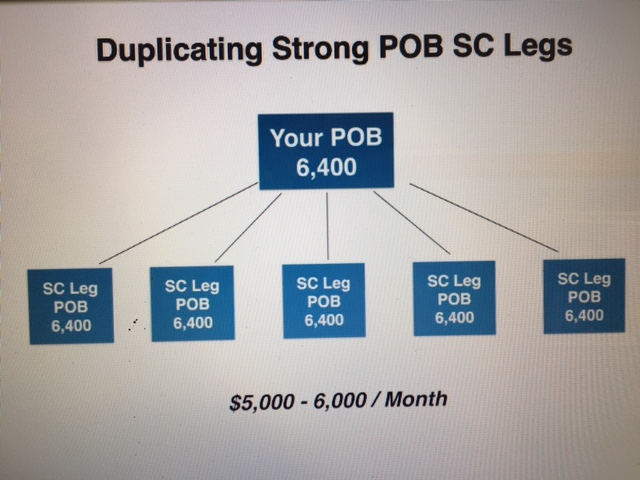 Duplicating Strong POB SC Legs
Your POB
6,400
SC Leg
POB
6,400
SC Leg
POB
6,400
SC Leg
POB
6,400
SC Leg
POB
6,400
SC Leg
POB
6,400
$5,000 - 6,000 / Month